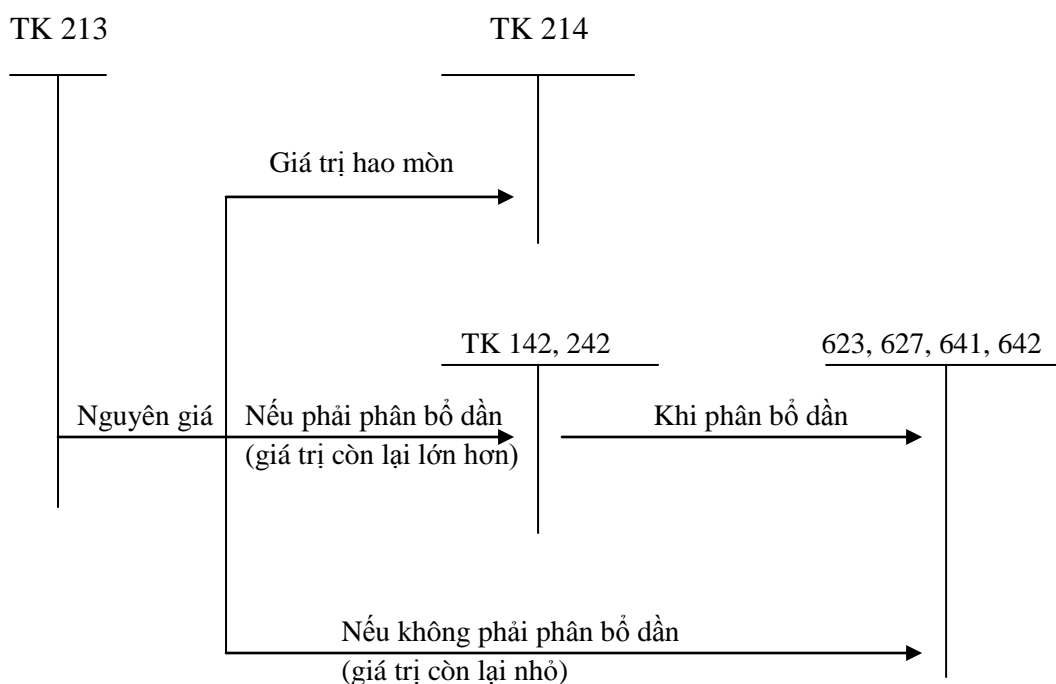 TK 213
TK 214
Giá trị hao mòn
TK 142, 242
623, 627, 641, 642
Nguyên giá
Nếu phải phân bổ dần
(giá trị còn lại lớn hơn)
Khi phân bổ dần
Nếu không phải phân bổ dần
(giá trị còn lại nhỏ)